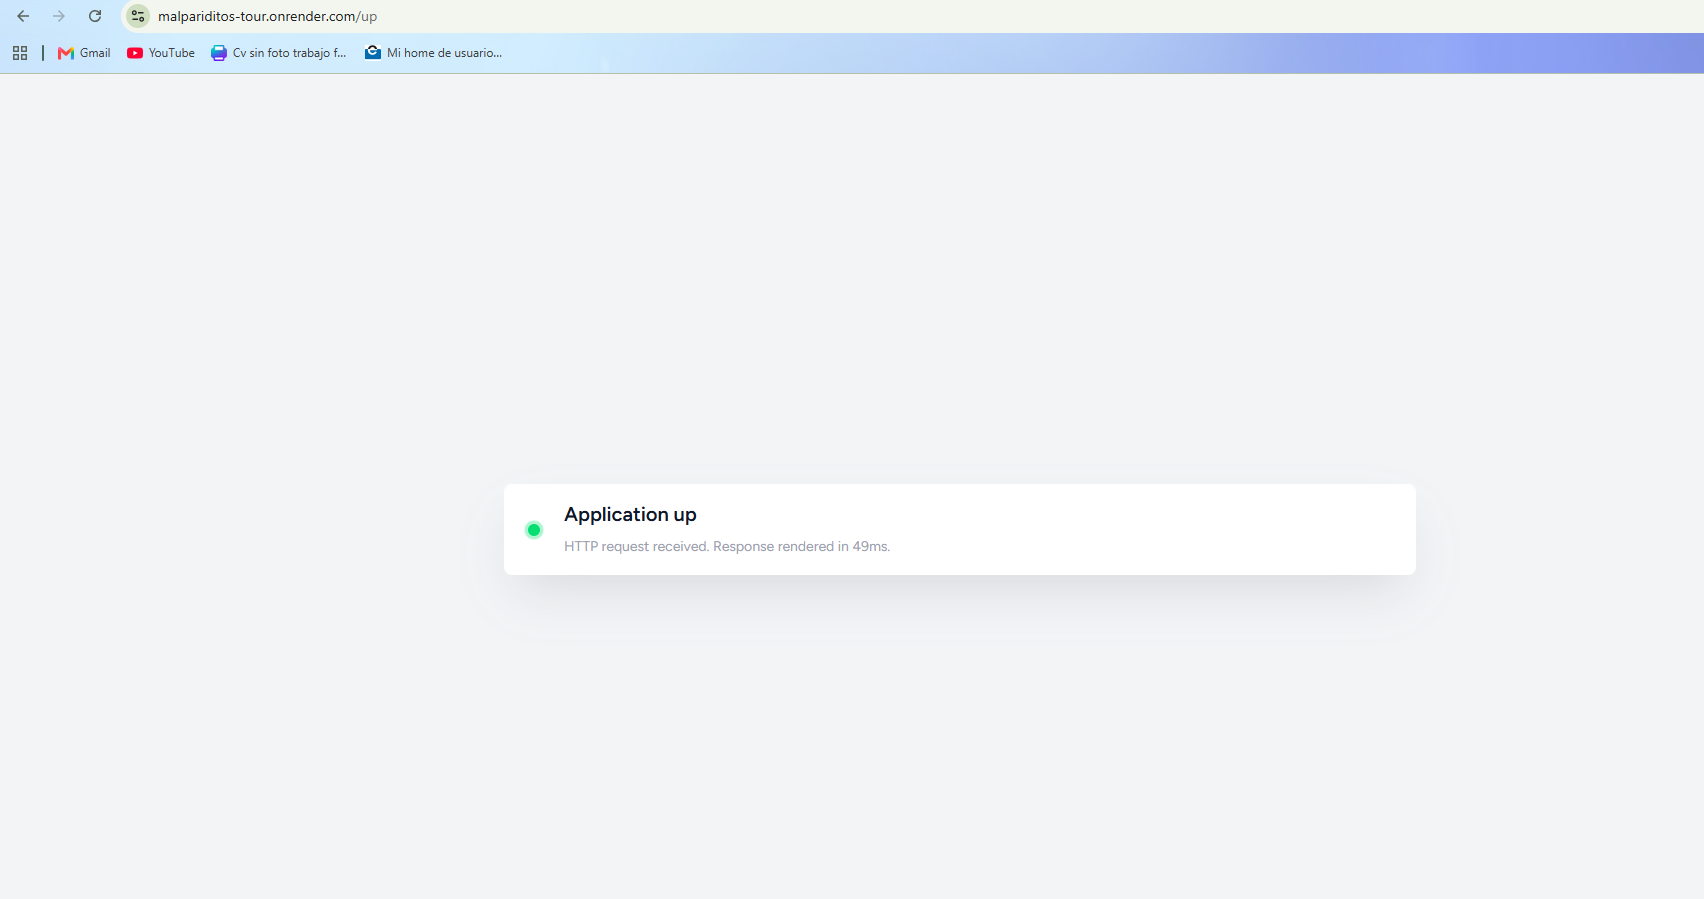 malpariditos-tour.onrender.com/up
Gmail YouTube Cv sin foto trabajo f... Mi home de usuario...
Application up
HTTP request received. Response rendered in 49ms.